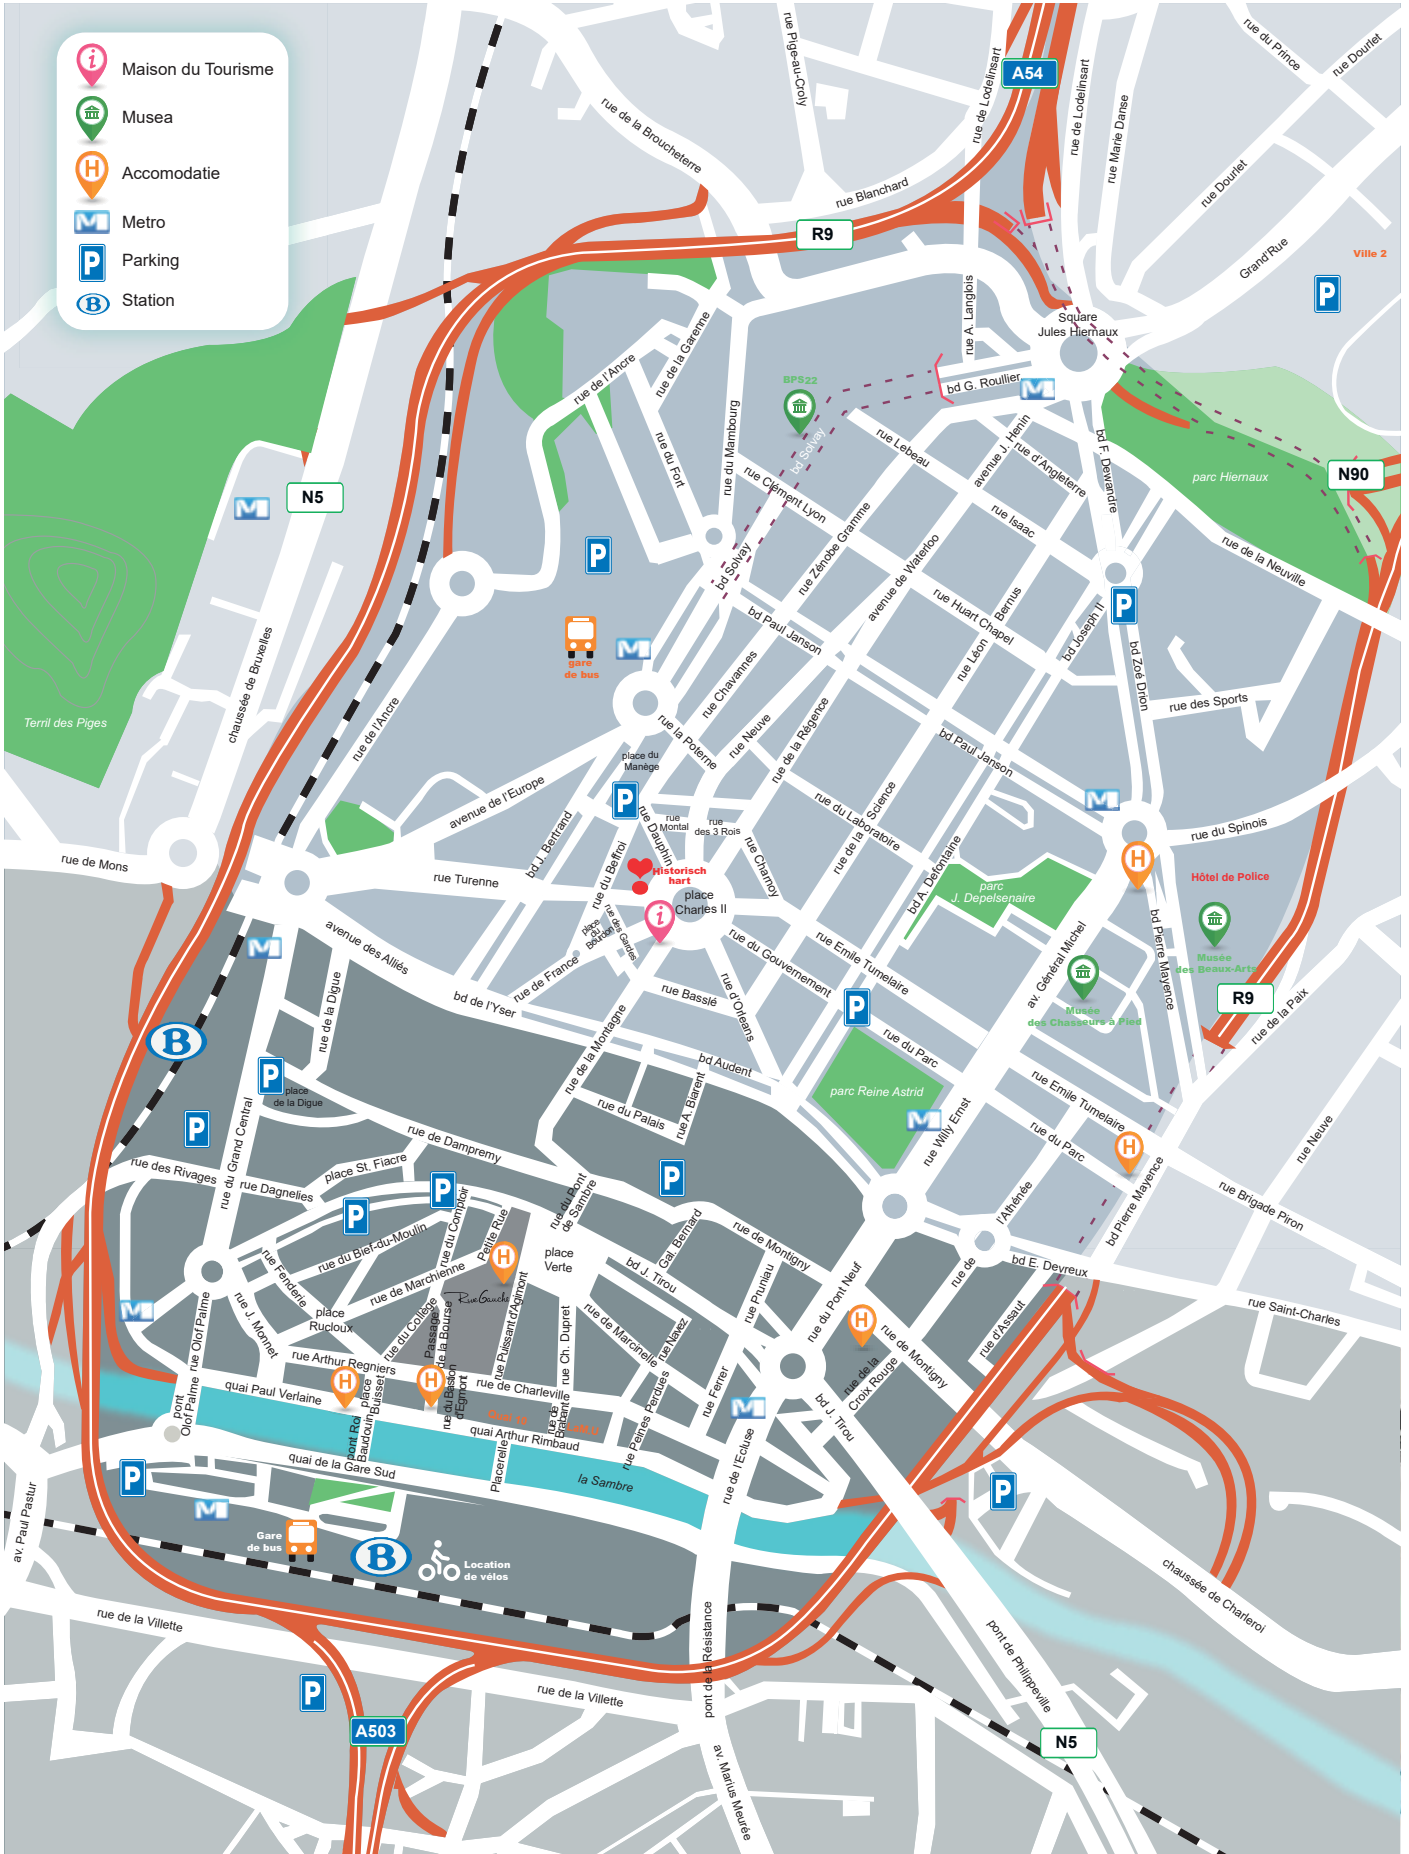 Maison du Tourisme
Musea
Accomodatie
Metro
Parking
Station
A54
R9
N5
N90
R9
A503
N5
rue du Prince
rue Dourlet
rue Pige-au-Croly
rue de Lodelinsart
rue de Lodelinsart
rue Marie Danse
rue Dourlet
rue de la Broucheterre
rue Blanchard
Grand'Rue
Ville 2
rue A. Langlois
Square
Jules Hiernaux
bd G. Roullier
rue de l'Ancre
rue de la Garenne
BPS22
bd Solvay
rue du Mambourg
rue du Fort
rue Lebeau
avenue J. Henin
rue d'Angleterre
bd F. Dewandre
parc Hiernaux
rue Clément Lyon
rue Isaac
rue Zénobe Gramme
avenue de Waterloo
rue de la Neuville
bd Solvay
rue Huart Chapel
rue Léon Bernus
bd Joseph II
bd Paul Janson
bd Zoé Drion
gare
de bus
rue Chavannes
rue des Sports
chaussée de Bruxelles
Terril des Piges
rue de l'Ancre
rue la Poterne
rue Neuve
rue de la Régence
bd Paul Janson
place du
Manège
avenue de l'Europe
rue du Laboratoire
rue de la Science
rue du Spinois
bd J. Bertrand
rue Dauphin
rue
Montal
rue
des 3 Rois
rue Charnoy
rue du Beffroi
Historisch
hart
place
Charles II
rue de Mons
rue Turenne
parc
J. Depelsenaire
bd A. Defontaine
Hôtel de Police
Musée
des Beaux-Arts
place
du
Bourdon
rue des Gardes
avenue des Alliés
rue du Gouvernement
rue Emile Tumelaire
av. Général Michel
bd Pierre Mayence
rue de France
bd de l'Yser
rue Basslé
rue d'Orleans
Musée
des Chasseurs à Pied
rue de la Digue
rue de la Montagne
bd Audent
rue du Parc
rue de la Paix
parc Reine Astrid
rue Emile Tumelaire
place
de la Digue
rue du Palais
rue A. Biarent
rue Willy Ernst
rue du Parc
rue Neuve
rue du Grand Central
rue de Dampremy
rue des Rivages
rue Dagnelies
place St. Fiacre
rue du Pont
de Sambre
l'Athénée
bd Pierre Mayence
rue Brigade Piron
rue du Bief-du-Moulin
rue du Comptoir
Petite Rue
place
Verte
bd J. Tirou
Gal. Bernard
rue de Montigny
rue de
bd E. Devreux
rue Fenderie
rue de Marchienne
Rive Gauche
rue Pruniau
rue du Pont Neuf
rue Saint-Charles
rue J. Monnet
place
Rucloux
rue du Collège
Passage
de la Bourse
rue Puissant d'Agimont
rue Ch. Dupret
rue de Marcinelle
rue Navez
rue de Montigny
rue d'Assaut
rue Olof Palme
rue Arthur Regniers
quai Paul Verlaine
place
Buisset
rue du Bastion
d'Egmont
rue de Charleville
rue de
Brabant
rue Peines Perdues
rue Ferrer
rue de la
Croix Rouge
bd J. Tirou
pont
Olof Palme
pont Roi
Baudouin
quai Arthur Rimbaud
Placerelle
la Sambre
quai de la Gare Sud
rue de l'Ecluse
av. Paul Pastur
Gare
de bus
Location
de vélos
rue de la Villette
rue de la Villette
pont de la Résistance
pont de Philippeville
chaussée de Charleroi
av. Marius Meurée